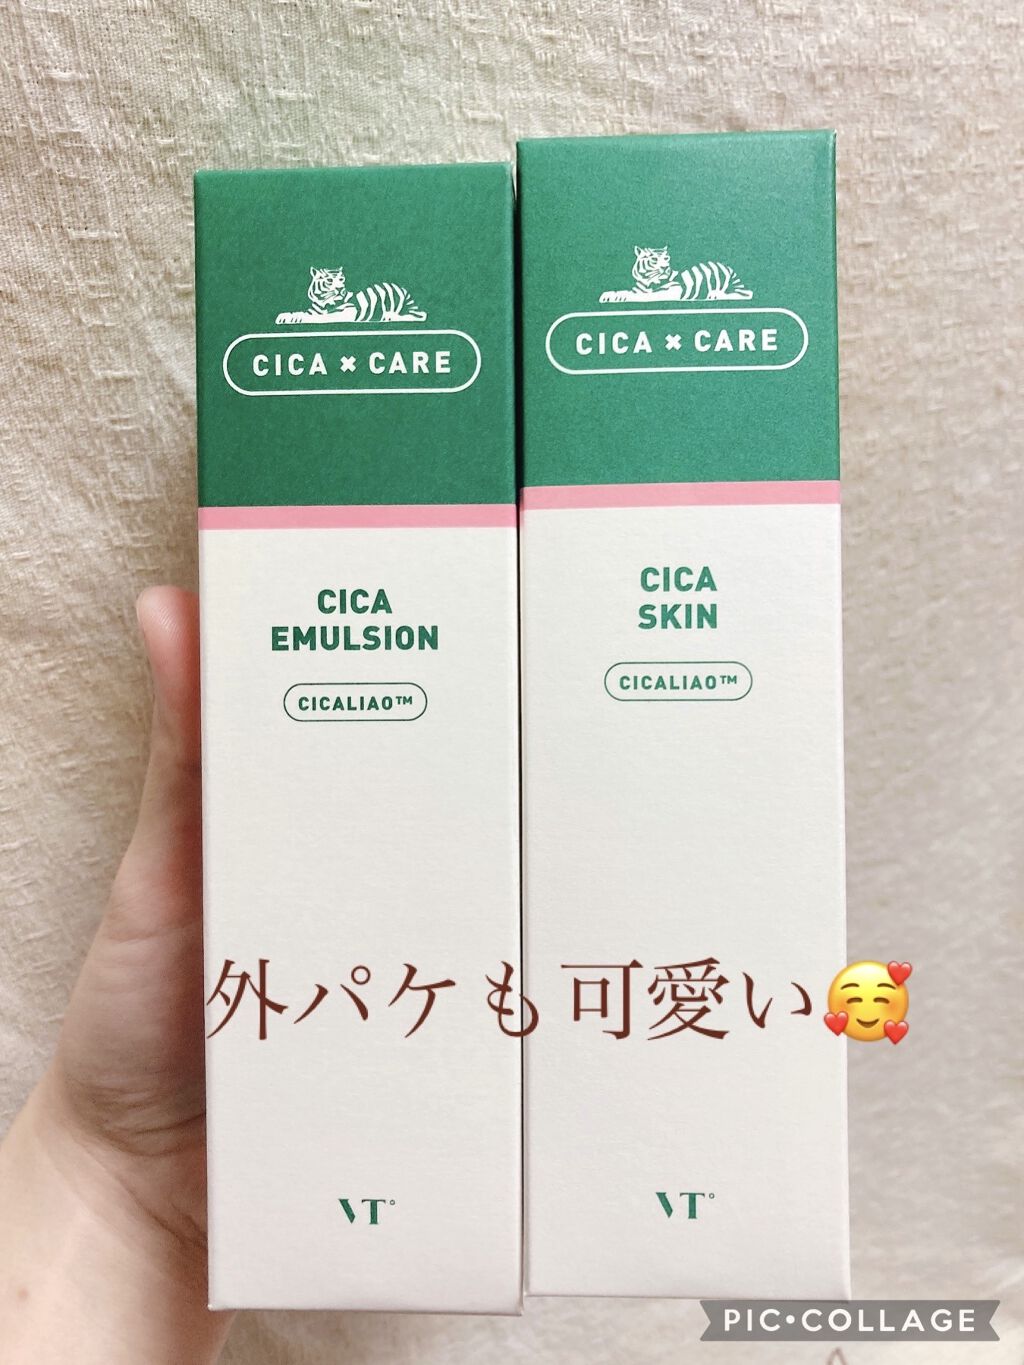 CICA × CARE
CICA
EMULSION
CICALIAO™
VT°
CICA × CARE
CICA
SKIN
CICALIAO™
VT°
外パケも可愛い🥰
PIC•COLLAGE